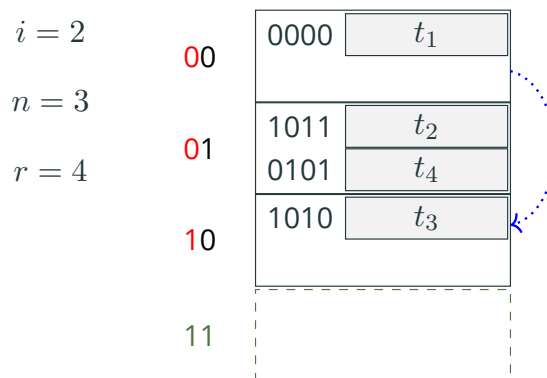 i = 2
n = 3
r = 4
00 0000 t₁
01 1011 t₂
0101 t₄
10 1010 t₃
11